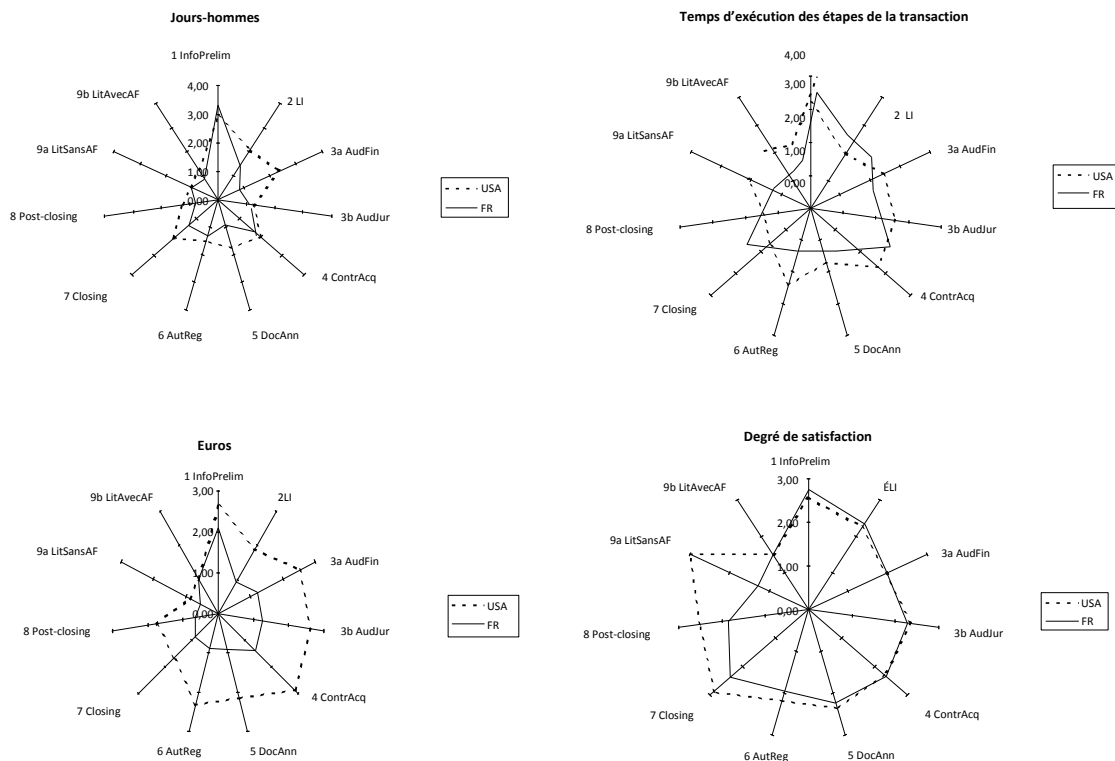 Jours-hommes
1 InfoPrelim
4,00
3,00
2,00
1,00
0,00
2 LI
3a AudFin
3b AudJur
4 ContrAcq
5 DocAnn
6 AutReg
7 Closing
8 Post-closing
9a LitSansAF
9b LitAvecAF
USA
FR
Temps d'exécution des étapes de la transaction
4,00
3,00
2,00
1,00
0,00
2 LI
3a AudFin
3b AudJur
4 ContrAcq
5 DocAnn
6 AutReg
7 Closing
8 Post-closing
9a LitSansAF
9b LitAvecAF
USA
FR
Euros
1 InfoPrelim
3,00
2,00
1,00
0,00
2LI
3a AudFin
3b AudJur
4 ContrAcq
5 DocAnn
6 AutReg
7 Closing
8 Post-closing
9a LitSansAF
9b LitAvecAF
USA
FR
Degré de satisfaction
1 InfoPrelim
3,00
2,00
1,00
0,00
ÉLI
3a AudFin
3b AudJur
4 ContrAcq
5 DocAnn
6 AutReg
7 Closing
8 Post-closing
9a LitSansAF
9b LitAvecAF
USA
FR